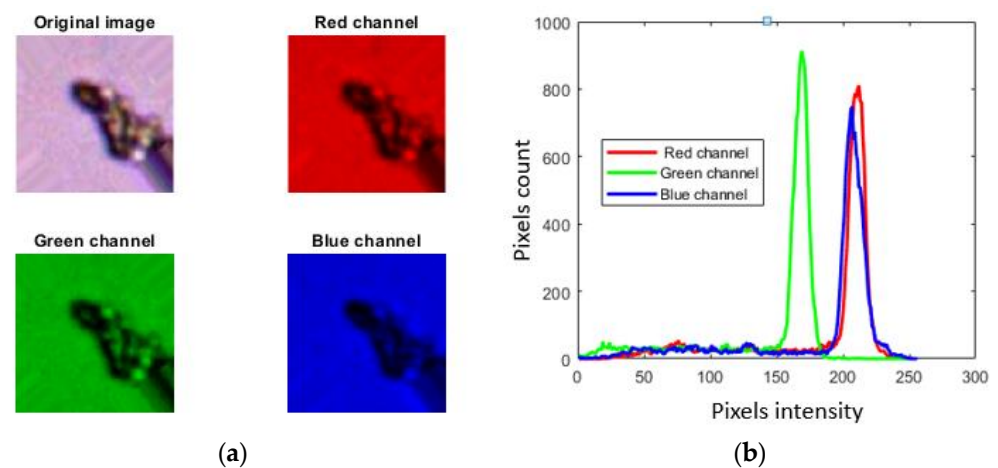 Original image
Red channel
Green channel
Blue channel
(a)
1000
800
600
400
200
0
Pixels count
Red channel
Green channel
Blue channel
0 50 100 150 200 250 300
Pixels intensity
(b)